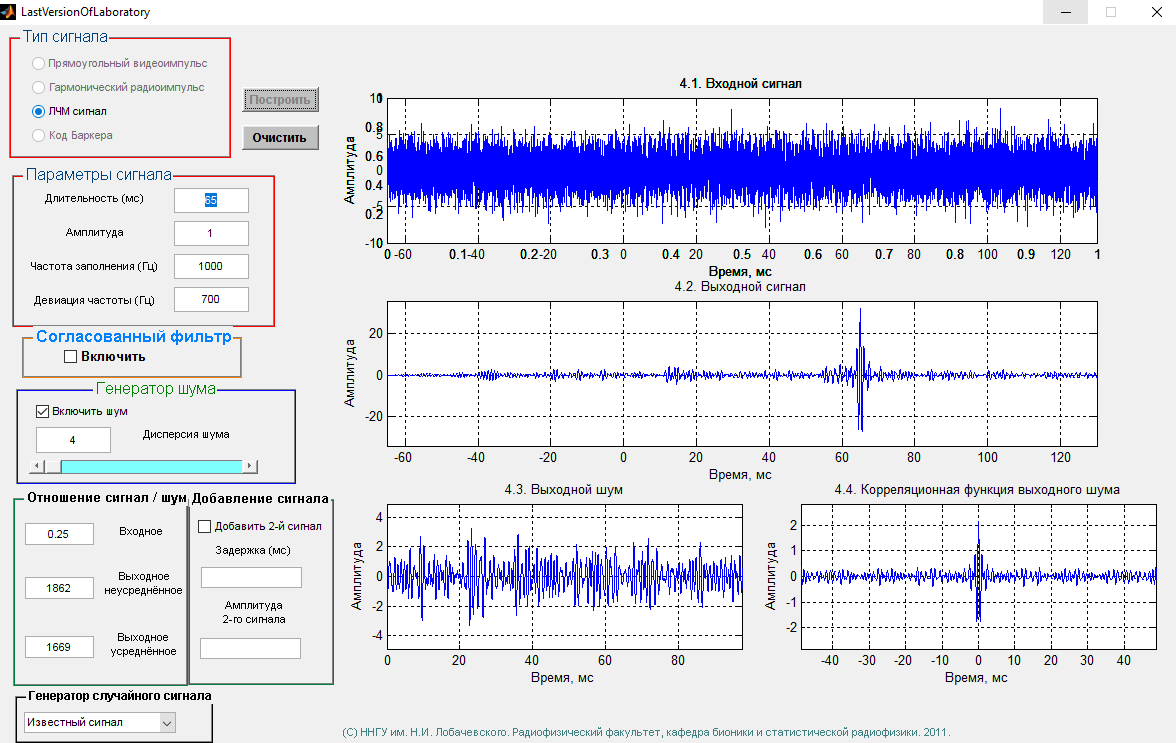 LastVersionOfLaboratory
Тип сигнала
Прямоугольный видеоимпульс
Гармонический радиоимпульс
ЛЧМ сигнал
Код Баркера
Построить
Очистить
Параметры сигнала
Длительность (мс)
65
Амплитуда
1
Частота заполнения (Гц)
1000
Девиация частоты (Гц)
700
Согласованный фильтр
Включить
Генератор шума
Включить шум
4
Дисперсия шума
Отношение сигнал / шум
0.25
Входное
1862
Выходное
неусреднённое
1669
Выходное
усреднённое
Добавление сигнала
Добавить 2-й сигнал
Задержка (мс)
Амплитуда
2-го сигнала
Генератор случайного сигнала
Известный сигнал
4.1. Входной сигнал
Амплитуда
10 1
0.8 5
0.6
0
0.4
-5
0.2
-10 0
0 -60 0.1 -40 0.2 -20 0.3 0 0.4 20 0.5 40 0.6 60 0.7 80 0.8 100 0.9 120 1
Время, мс
4.2. Выходной сигнал
Амплитуда
20
0
-20
-60 -40 -20 0 20 40 60 80 100 120
Время, мс
4.3. Выходной шум
Амплитуда
4
2
0
-2
-4
0 20 40 60 80
Время, мс
4.4. Корреляционная функция выходного шума
Амплитуда
2
1
0
-1
-2
-40 -30 -20 -10 0 10 20 30 40
Время, мс
(С) ННГУ им. Н.И. Лобачевского. Радиофизический факультет, кафедра бионики и статистической радиофизики. 2011.